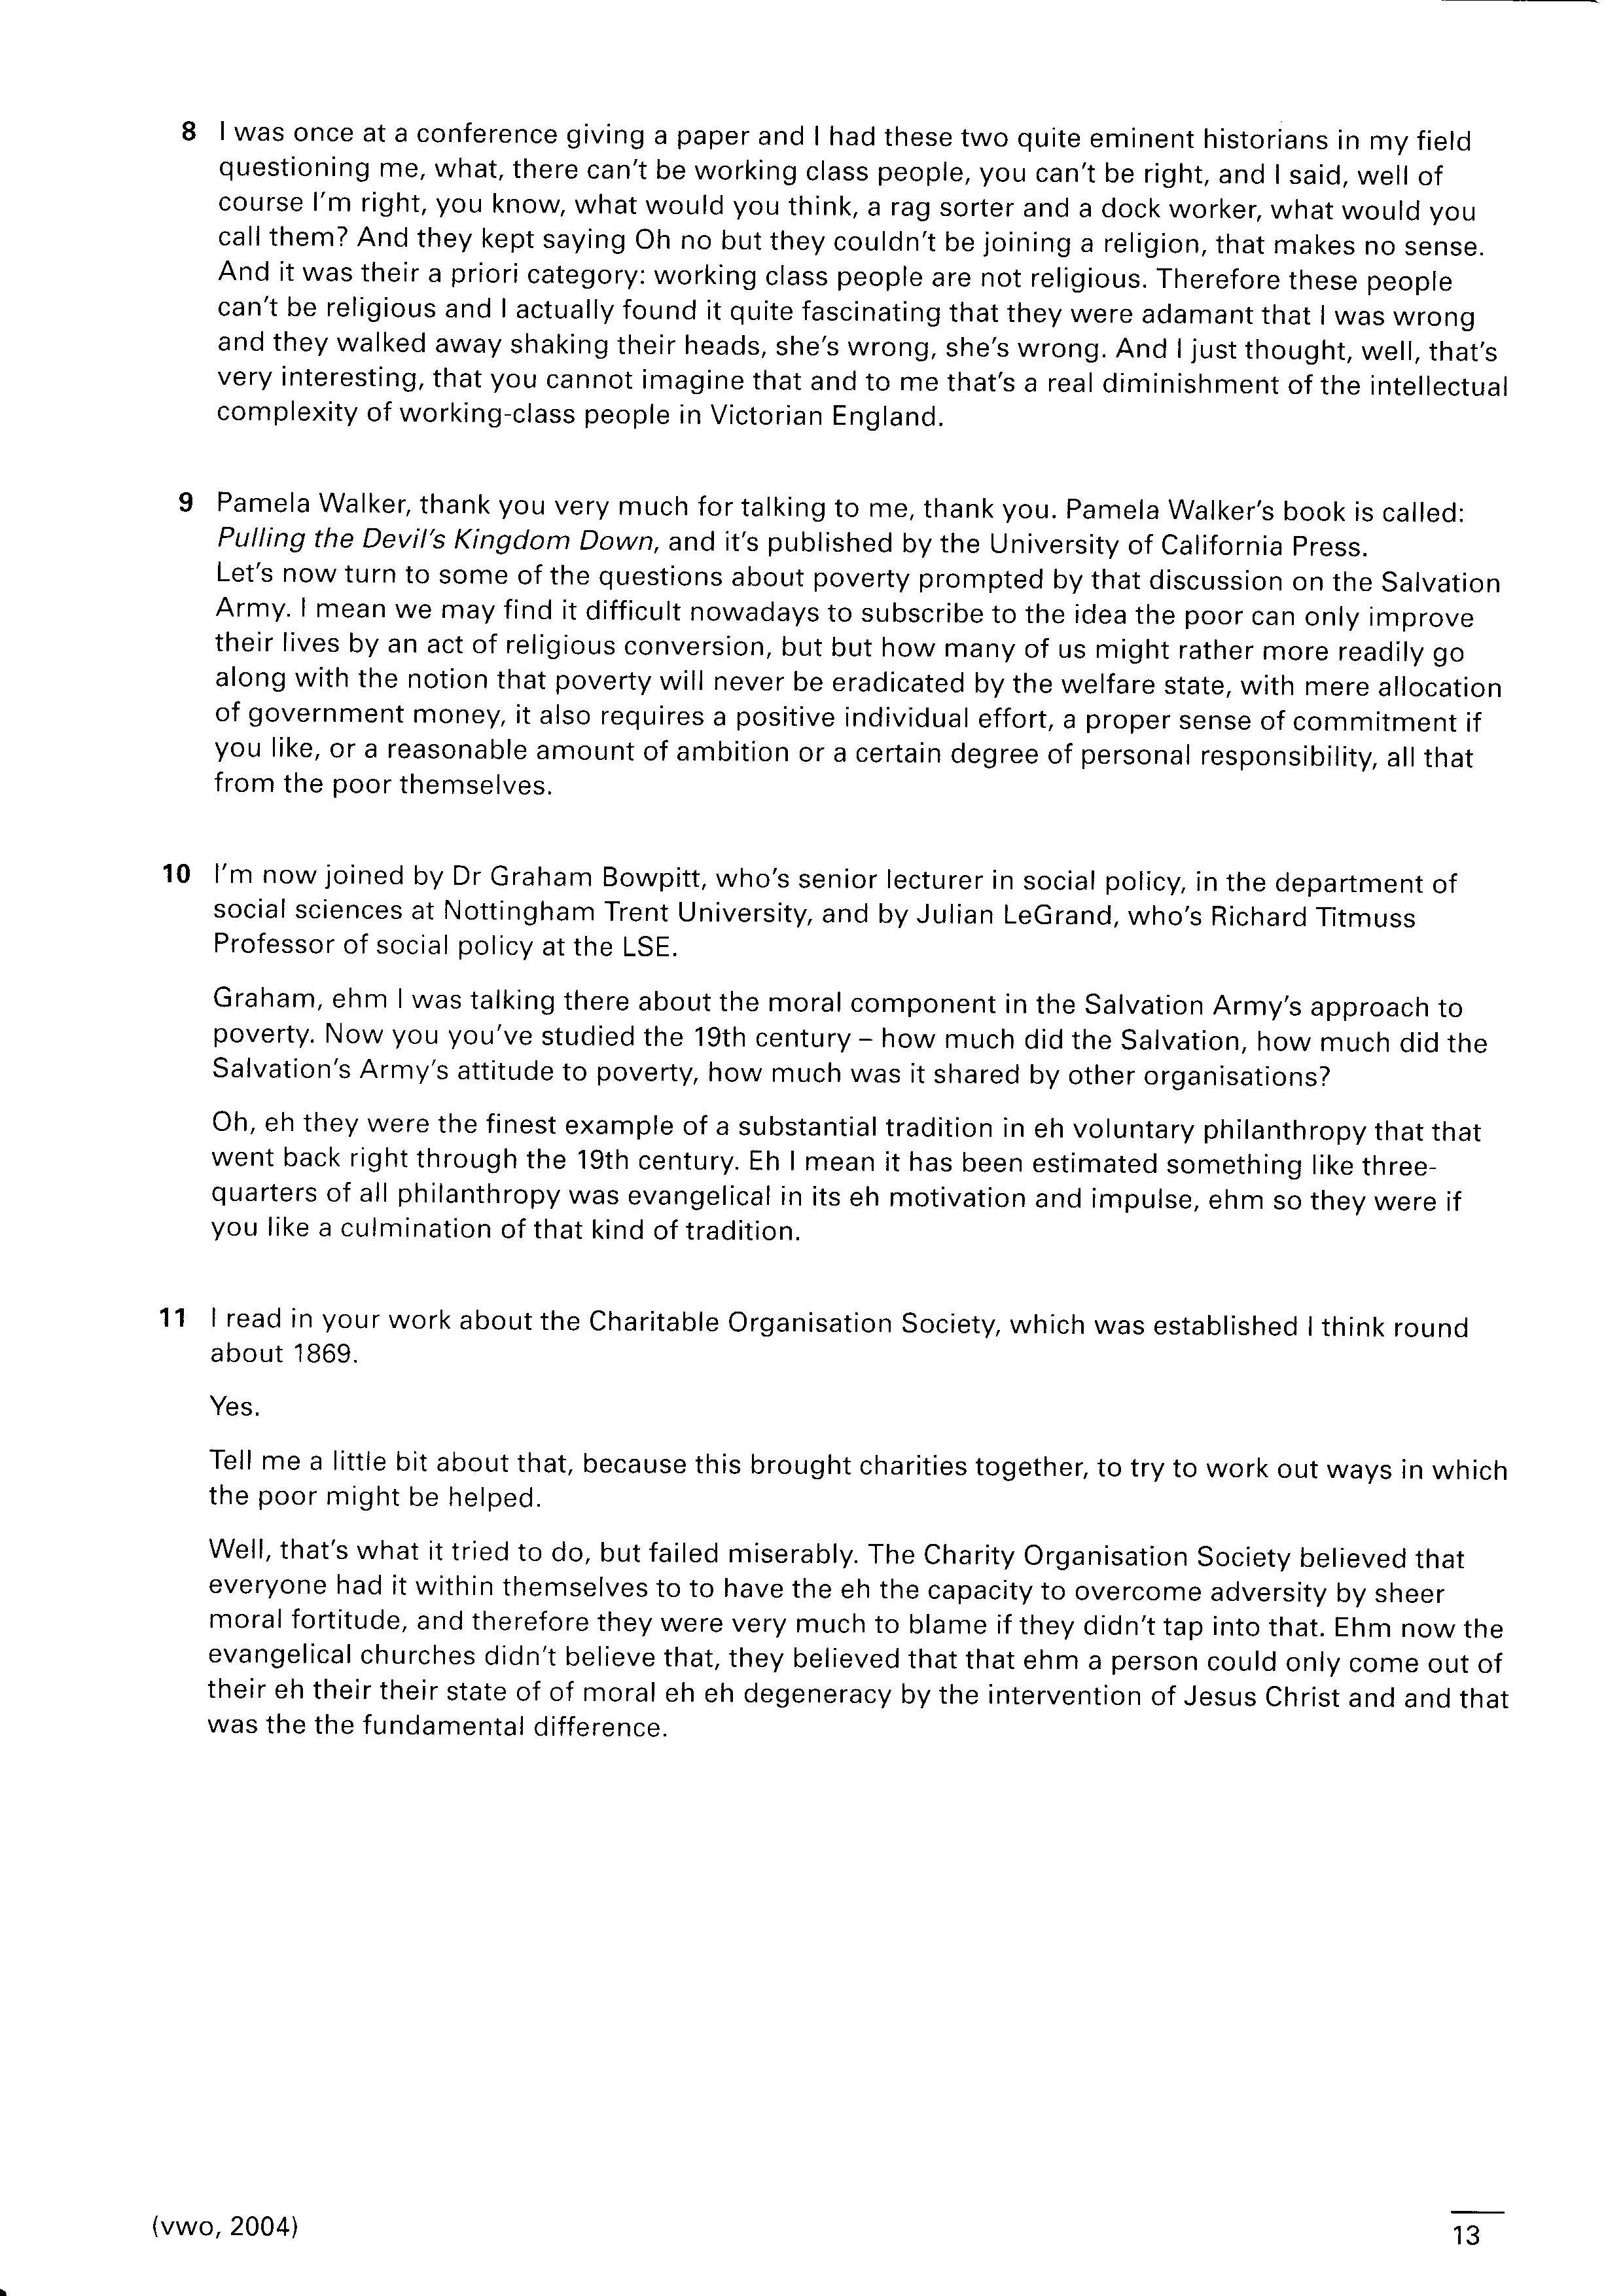 8 I was once at a conference giving a paper and I had these two quite eminent historians in my field
questioning me, what, there can't be working class people, you can't be right, and I said, well of
course I'm right, you know, what would you think, a rag sorter and a dock worker, what would you
call them? And they kept saying Oh no but they couldn't be joining a religion, that makes no sense.
And it was their a priori category: working class people are not religious. Therefore these people
can't be religious and I actually found it quite fascinating that they were adamant that I was wrong
and they walked away shaking their heads, she's wrong, she's wrong. And I just thought, well, that's
very interesting, that you cannot imagine that and to me that's a real diminishment of the intellectual
complexity of working-class people in Victorian England.
9 Pamela Walker, thank you very much for talking to me, thank you. Pamela Walker's book is called:
Pulling the Devil's Kingdom Down, and it's published by the University of California Press.
Let's now turn to some of the questions about poverty prompted by that discussion on the Salvation
Army. I mean we may find it difficult nowadays to subscribe to the idea the poor can only improve
their lives by an act of religious conversion, but but how many of us might rather more readily go
along with the notion that poverty will never be eradicated by the welfare state, with mere allocation
of government money, it also requires a positive individual effort, a proper sense of commitment if
you like, or a reasonable amount of ambition or a certain degree of personal responsibility, all that
from the poor themselves.
10 I'm now joined by Dr Graham Bowpitt, who's senior lecturer in social policy, in the department of
social sciences at Nottingham Trent University, and by Julian LeGrand, who's Richard Titmuss
Professor of social policy at the LSE.
Graham, ehm I was talking there about the moral component in the Salvation Army's approach to
poverty. Now you you've studied the 19th century – how much did the Salvation, how much did the
Salvation's Army's attitude to poverty, how much was it shared by other organisations?
Oh, eh they were the finest example of a substantial tradition in eh voluntary philanthropy that that
went back right through the 19th century. Eh I mean it has been estimated something like three-
quarters of all philanthropy was evangelical in its eh motivation and impulse, ehm so they were if
you like a culmination of that kind of tradition.
11 I read in your work about the Charitable Organisation Society, which was established I think round
about 1869.
Yes.
Tell me a little bit about that, because this brought charities together, to try to work out ways in which
the poor might be helped.
Well, that's what it tried to do, but failed miserably. The Charity Organisation Society believed that
everyone had it within themselves to to have the eh the capacity to overcome adversity by sheer
moral fortitude, and therefore they were very much to blame if they didn't tap into that. Ehm now the
evangelical churches didn't believe that, they believed that that ehm a person could only come out of
their eh their their state of of moral eh eh degeneracy by the intervention of Jesus Christ and and that
was the the fundamental difference.
(vwo, 2004)
13